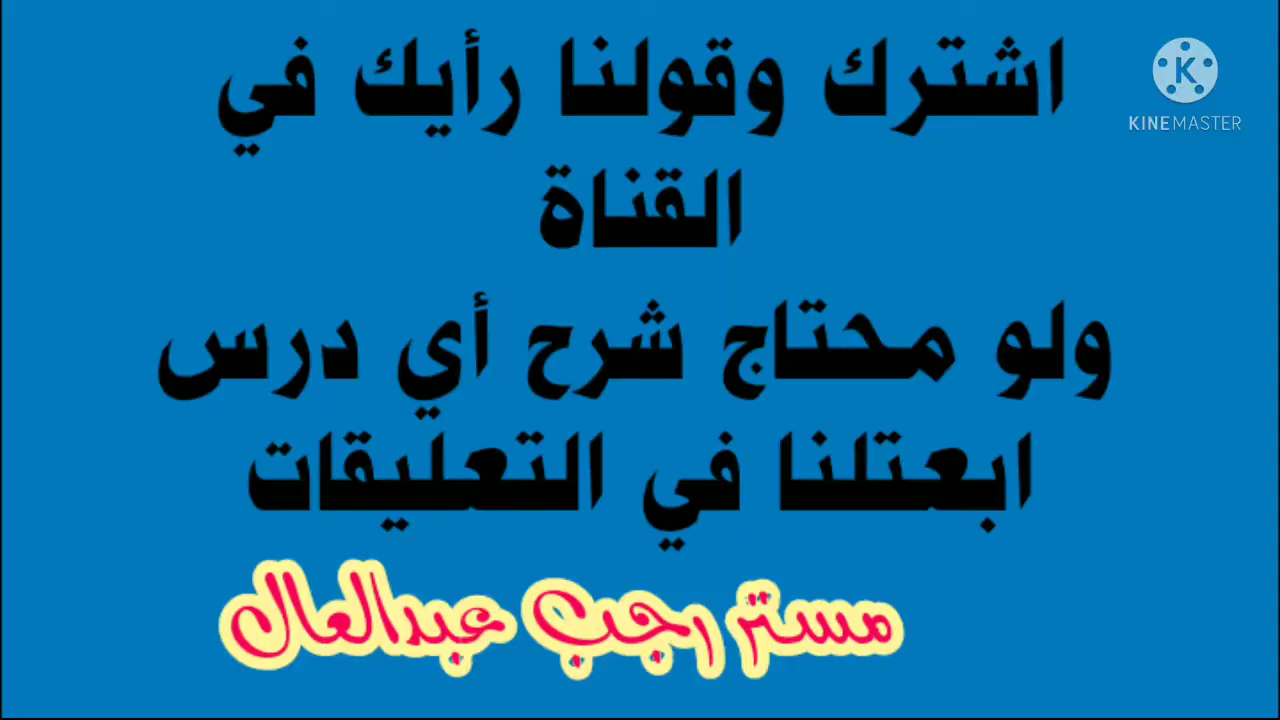 اشترك وقولنا رأيك في
القناة
ولو محتاج شرح أي درس
ابعتلنا في التعليقات
مستر رجب عبدالعال
KINEMASTER